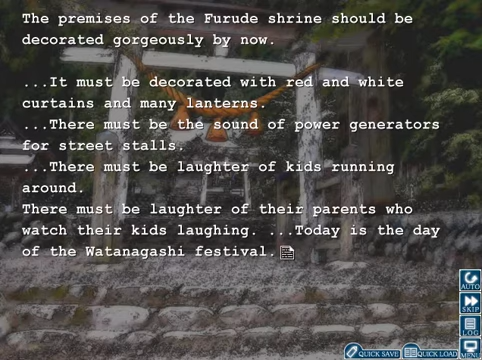 The premises of the Furude shrine should be
decorated gorgeously by now.
...It must be decorated with red and white
curtains and many lanterns.
...There must be the sound of power generators
for street stalls.
...There must be laughter of kids running
around.
There must be laughter of their parents who
watch their kids laughing. ...Today is the day
of the Watanagashi festival.
AUTO
SKIP
LOG
MENU
QUICK SAVE
QUICK LOAD